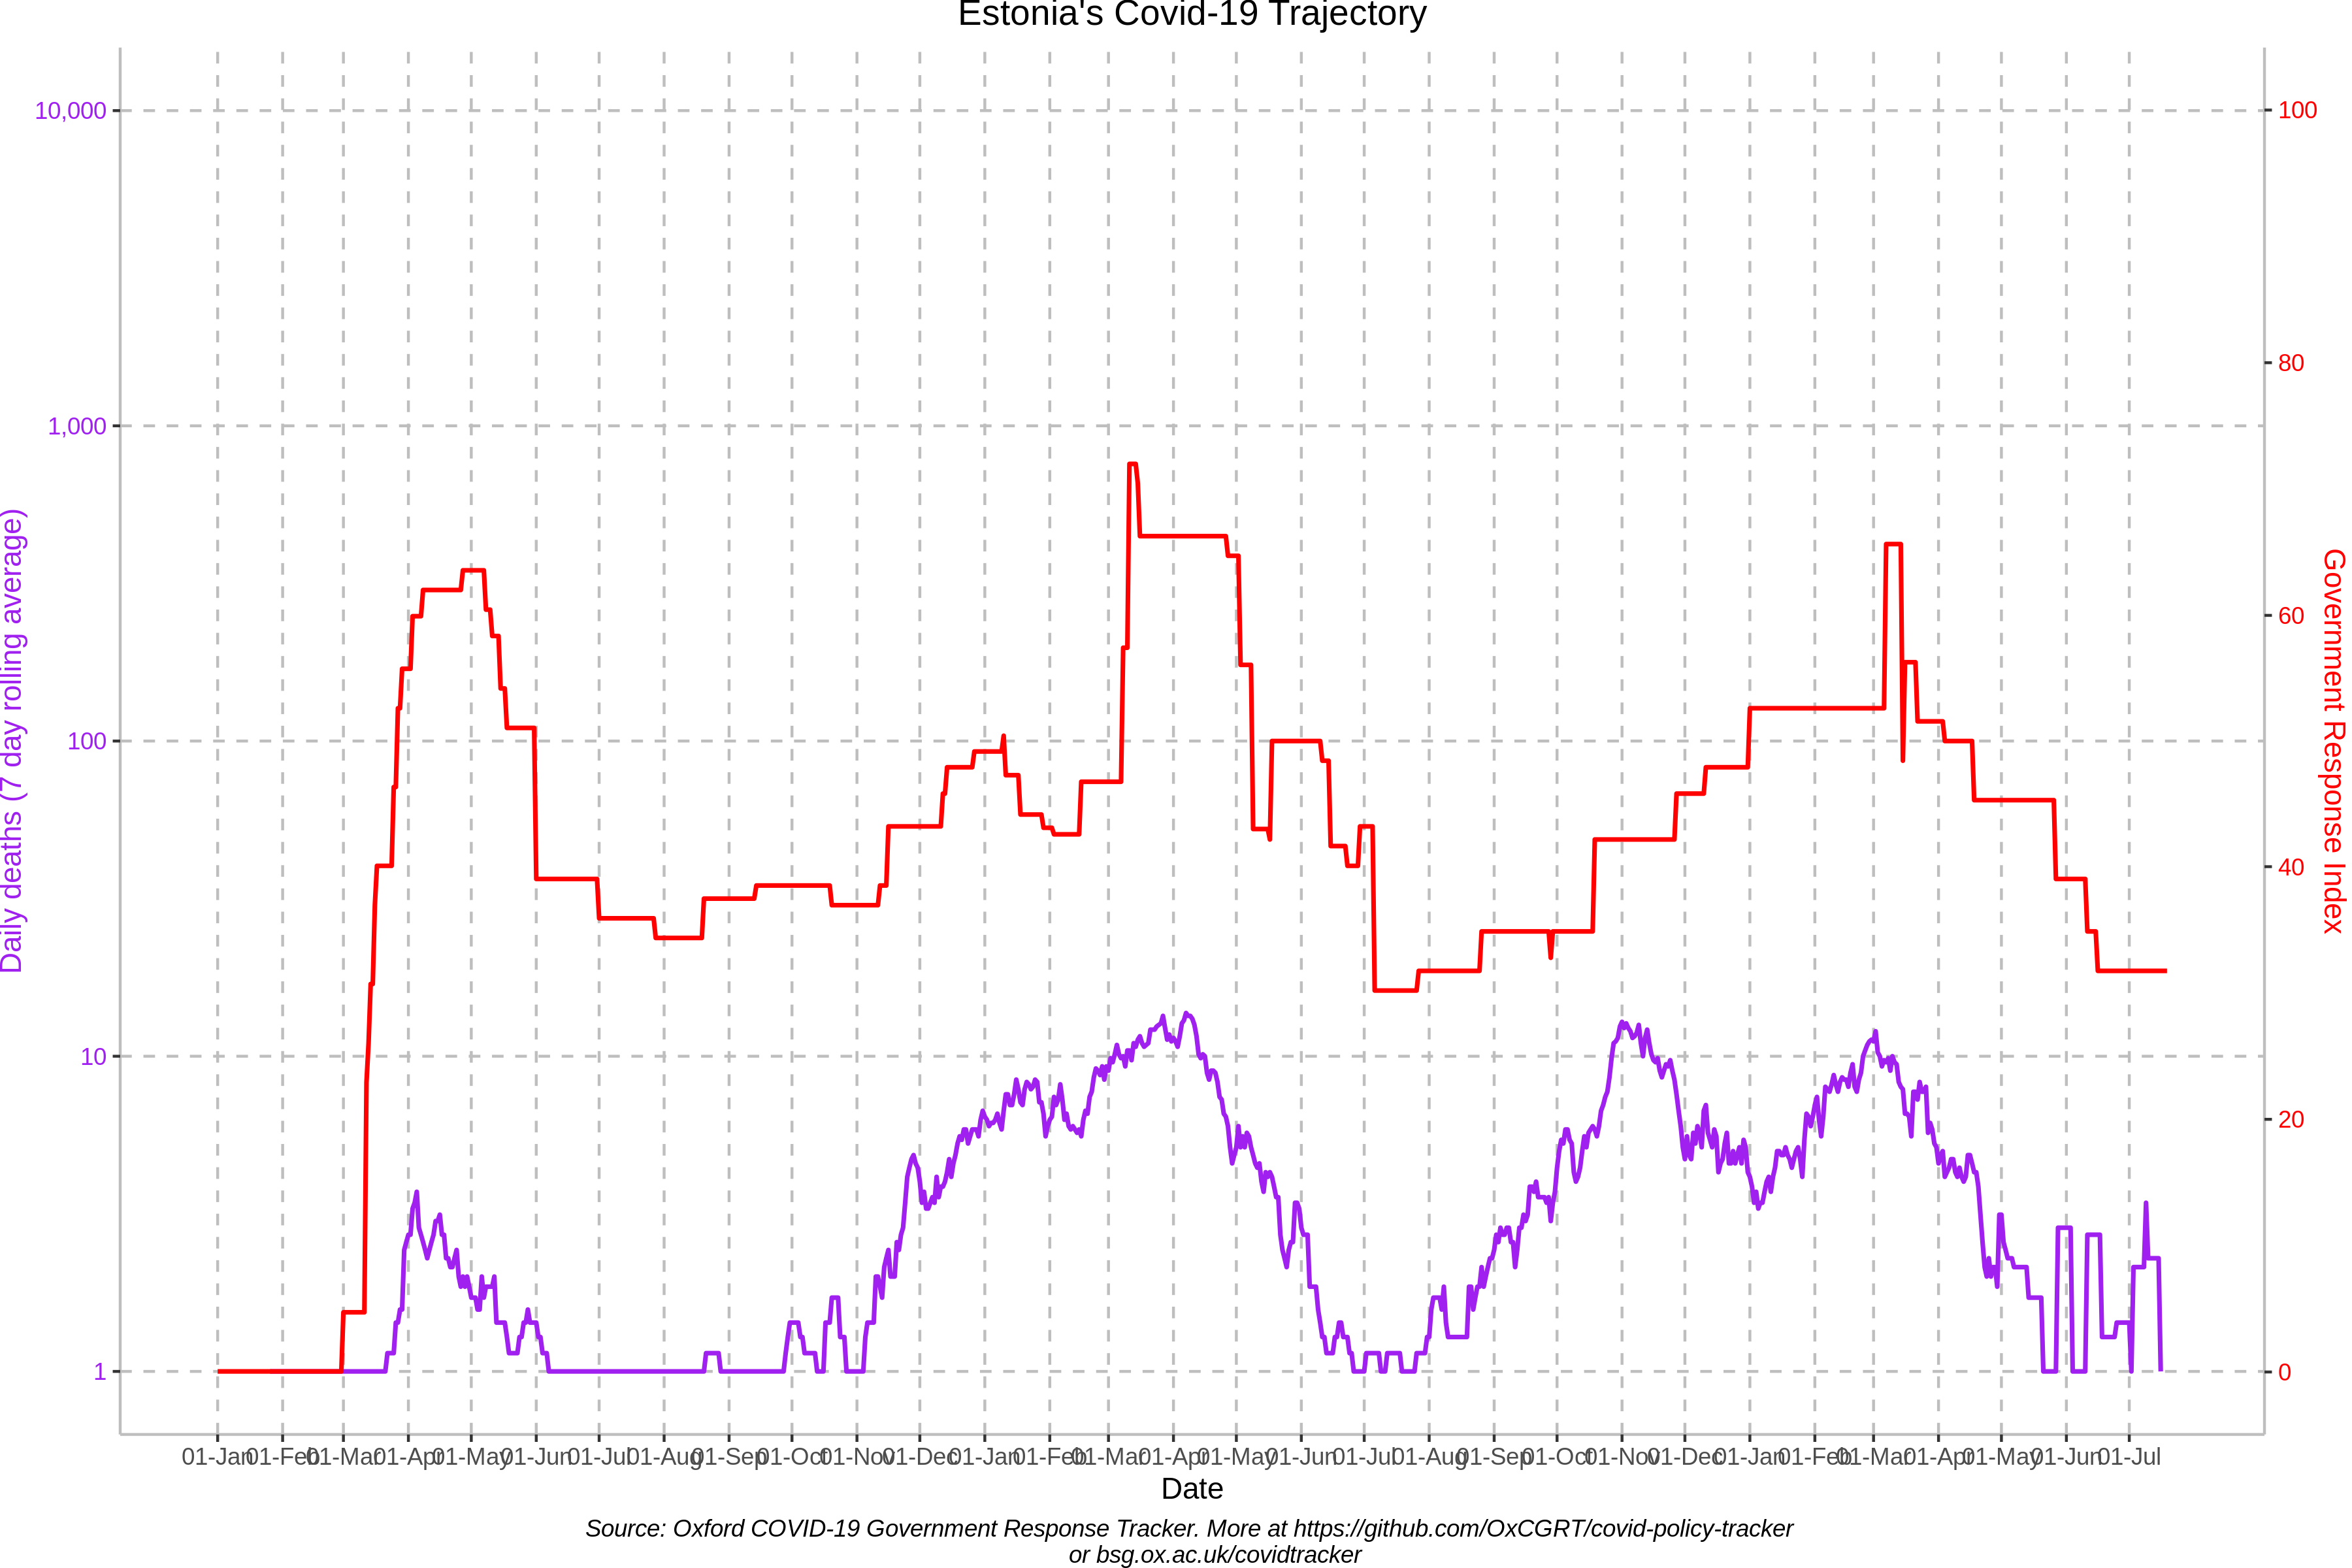 Estonia's Covid-19 Trajectory
10,000
1,000
100
10
1
Daily deaths (7 day rolling average)
100
80
60
40
20
0
Government Response Index
01-Jan 01-Feb 01-Mar 01-Apr 01-May 01-Jun 01-Jul 01-Aug 01-Sep 01-Oct 01-Nov 01-Dec 01-Jan 01-Feb 01-Mar 01-Apr 01-May 01-Jun 01-Jul 01-Aug 01-Sep 01-Oct 01-Nov 01-Dec 01-Jan 01-Feb 01-Mar 01-Apr 01-May 01-Jun 01-Jul
Date
Source: Oxford COVID-19 Government Response Tracker. More at https://github.com/OxCGRT/covid-policy-tracker
or bsg.ox.ac.uk/covidtracker